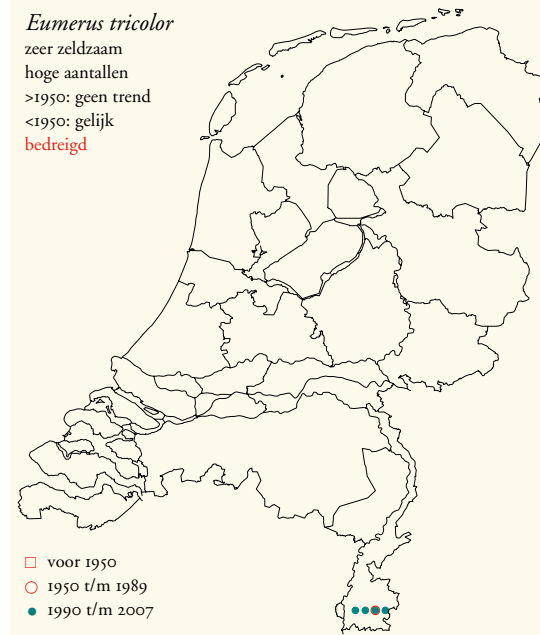 Eumerus tricolor
zeer zeldzaam
hoge aantallen
>1950: geen trend
<1950: gelijk
bedreigd
voor 1950
1950 t/m 1989
1990 t/m 2007